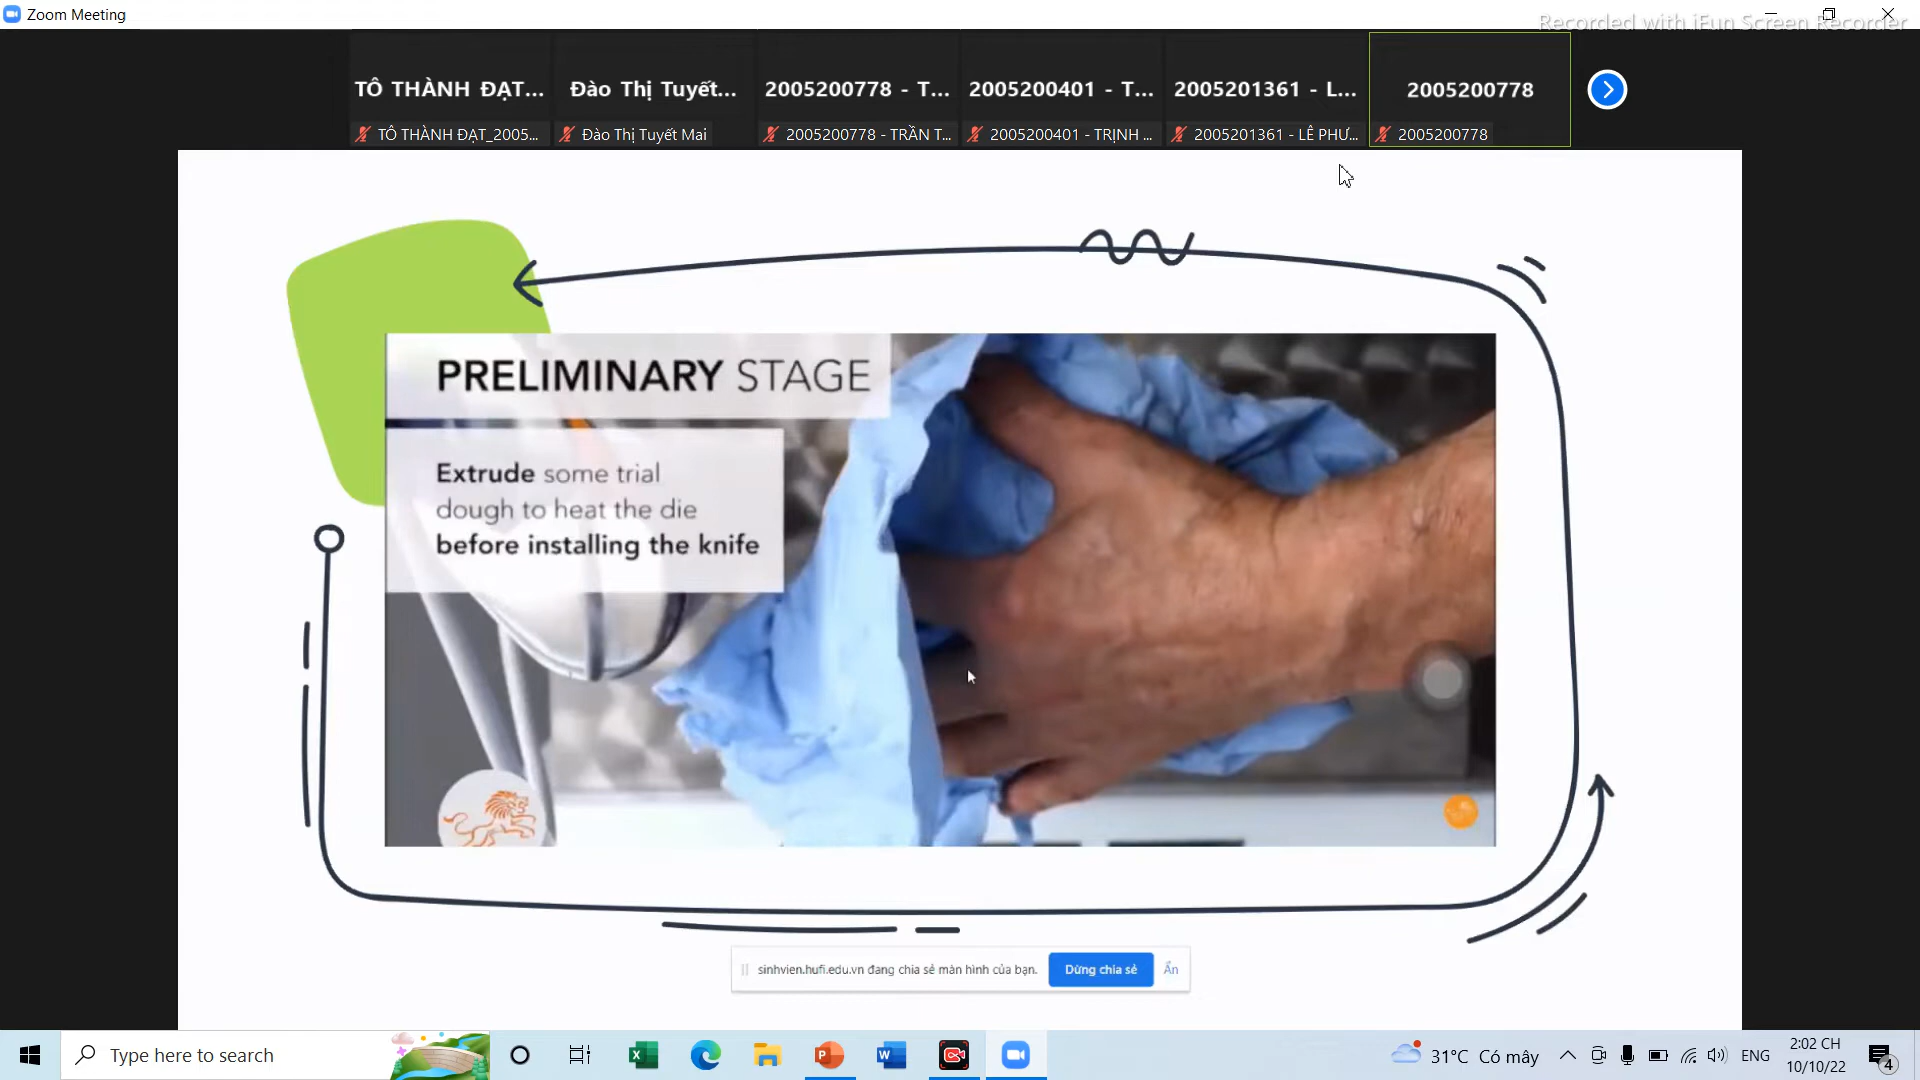 Zoom Meeting
Recorded with iFun Screen Recorder
TÔ THÀNH ĐẠT...
Đào Thị Tuyết...
2005200778 - T...
2005200401 - T...
2005201361 - L...
2005200778
TÔ THÀNH ĐẠT_2005...
Đào Thị Tuyết Mai
2005200778 - TRẦN T...
2005200401 - TRỊNH ...
2005201361 - LÊ PHƯ...
2005200778
PRELIMINARY STAGE
Extrude some trial
dough to heat the die
before installing the knife
sinhvien.hufi.edu.vn đang chia sẻ màn hình của bạn.
Dừng chia sẻ
Ẩn
Type here to search
31°C Có mây
ENG
2:02 CH
10/10/22
4